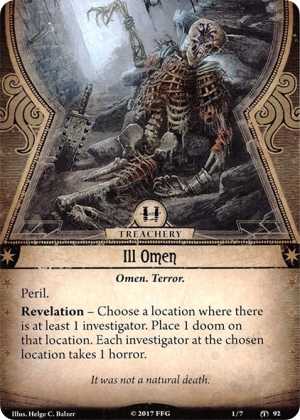 TREACHERY
Ill Omen
Omen. Terror.
Peril.
Revelation – Choose a location where there
is at least 1 investigator. Place 1 doom on
that location. Each investigator at the chosen
location takes 1 horror.
It was not a natural death.
Illus. Helge C. Balzer
© 2017 FFG
1/7
92